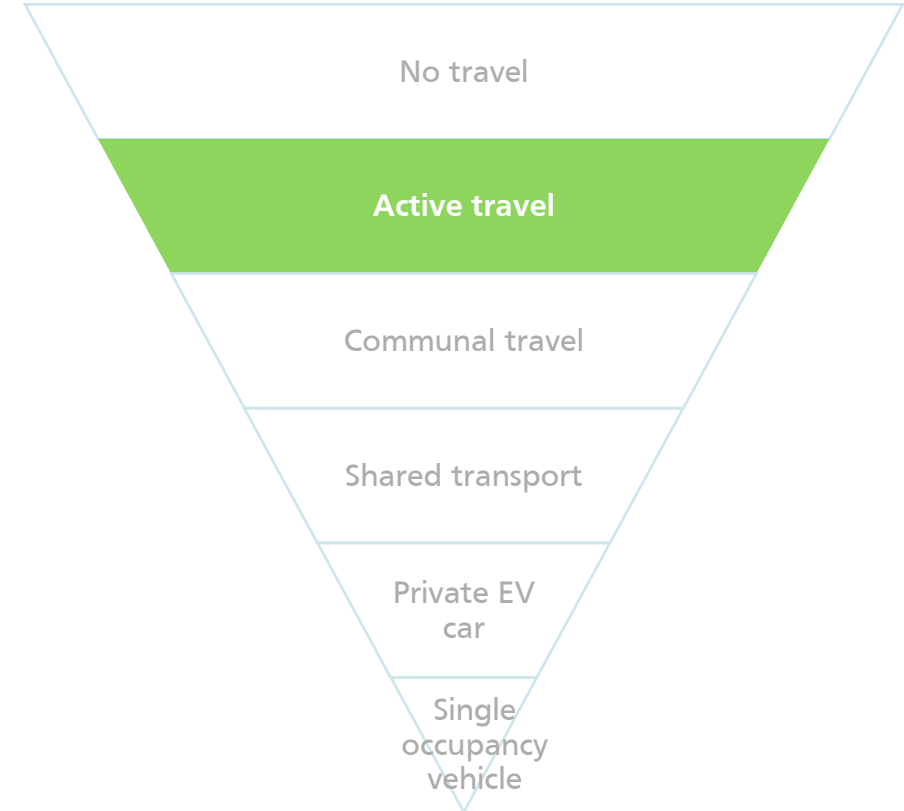 No travel
Active travel
Communal travel
Shared transport
Private EV
car
Single
occupancy
vehicle